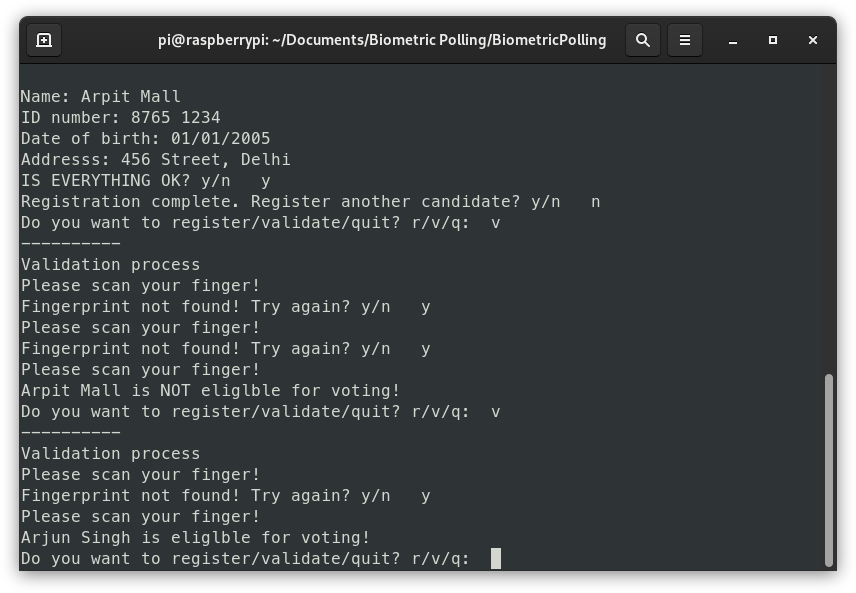 pi@raspberrypi: ~/Documents/Biometric Polling/BiometricPolling
Name: Arpit Mall
ID number: 8765 1234
Date of birth: 01/01/2005
Addresss: 456 Street, Delhi
IS EVERYTHING OK? y/n   y
Registration complete. Register another candidate? y/n   n
Do you want to register/validate/quit? r/v/q:  v
----------
Validation process
Please scan your finger!
Fingerprint not found! Try again? y/n   y
Please scan your finger!
Fingerprint not found! Try again? y/n   y
Please scan your finger!
Arpit Mall is NOT eliglble for voting!
Do you want to register/validate/quit? r/v/q:  v
----------
Validation process
Please scan your finger!
Fingerprint not found! Try again? y/n   y
Please scan your finger!
Arjun Singh is eliglble for voting!
Do you want to register/validate/quit? r/v/q: